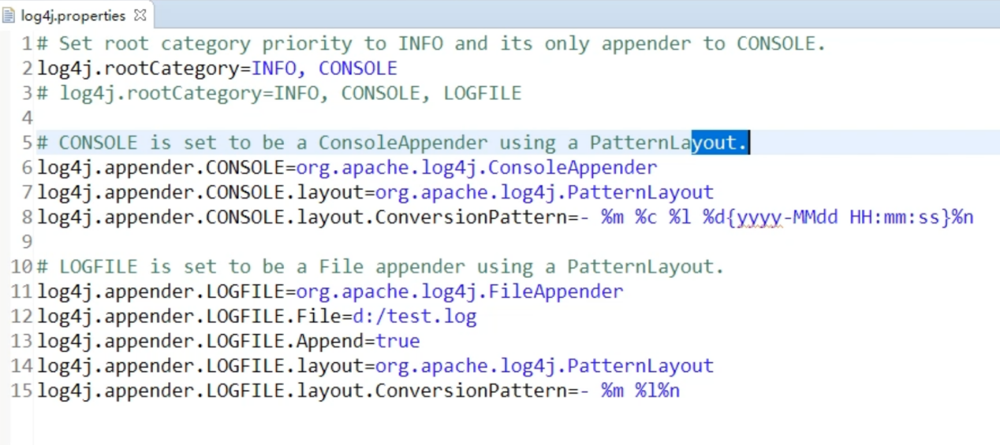 log4j.properties
1# Set root category priority to INFO and its only appender to CONSOLE.
2log4j.rootCategory=INFO, CONSOLE
3# log4j.rootCategory=INFO, CONSOLE, LOGFILE
4
5# CONSOLE is set to be a ConsoleAppender using a PatternLayout.
6log4j.appender.CONSOLE=org.apache.log4j.ConsoleAppender
7log4j.appender.CONSOLE.layout=org.apache.log4j.PatternLayout
8log4j.appender.CONSOLE.layout.ConversionPattern=- %m %c %l %d{yyyy-MMdd HH:mm:ss}%n
9
10# LOGFILE is set to be a File appender using a PatternLayout.
11log4j.appender.LOGFILE=org.apache.log4j.FileAppender
12log4j.appender.LOGFILE.File=d:/test.log
13log4j.appender.LOGFILE.Append=true
14log4j.appender.LOGFILE.layout=org.apache.log4j.PatternLayout
15log4j.appender.LOGFILE.layout.ConversionPattern=- %m %l%n